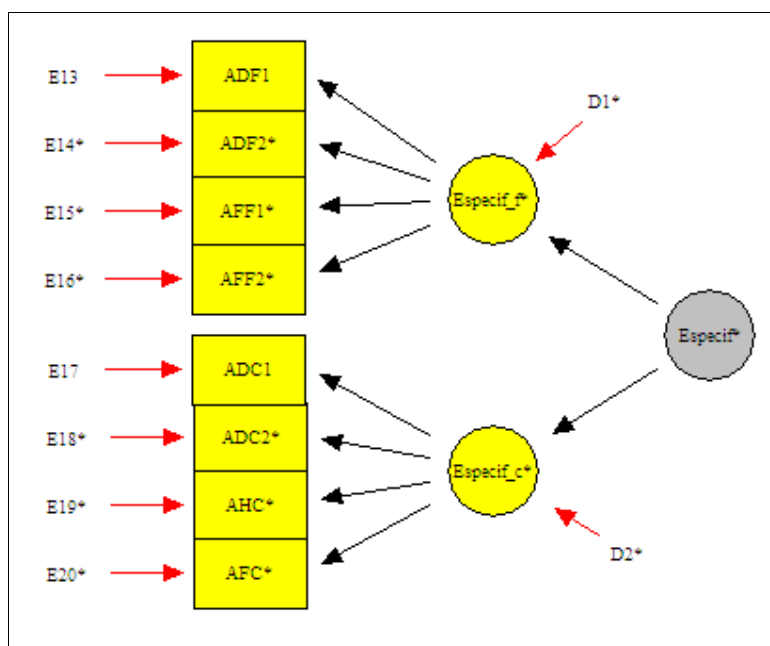 E13
ADF1
D1*
E14*
ADF2*
Especif_f*
E15*
AFF1*
E16*
AFF2*
Especif*
E17
ADC1
E18*
ADC2*
Especif_c*
E19*
AHC*
D2*
E20*
AFC*